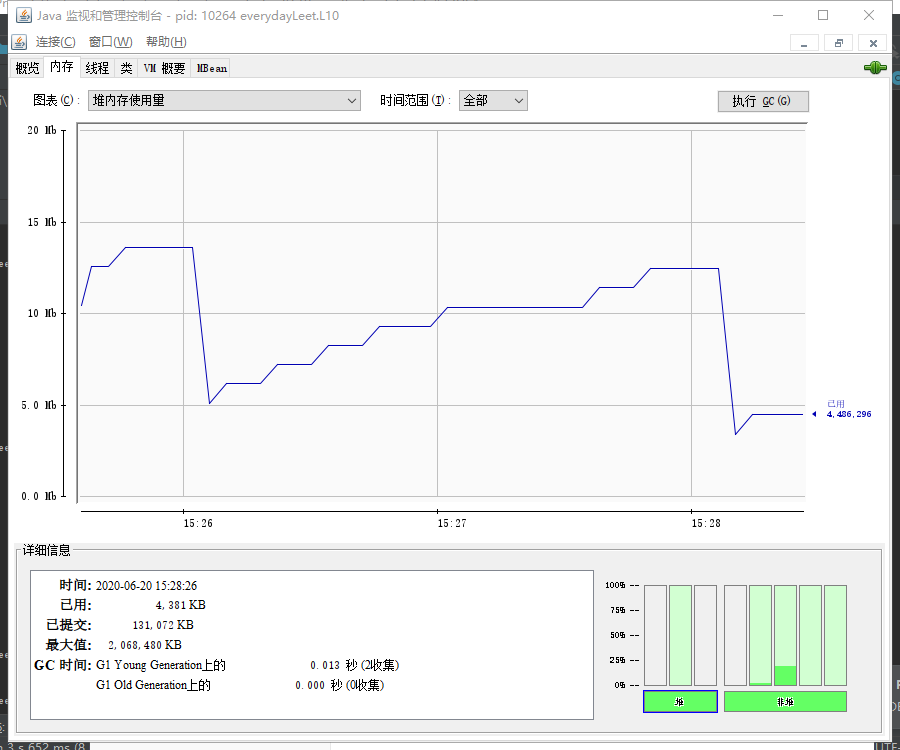 Java 监视和管理控制台 - pid: 10264 everydayLeet.L10
连接(C) 窗口(W) 帮助(H)
概览 内存 线程 类 VM 概要 MBean
图表(C): 堆内存使用量 时间范围(I): 全部 执行 GC(G)
20 Mb
15 Mb
10 Mb
5.0 Mb
0.0 Mb
已用
4,486,296
15:26 15:27 15:28
详细信息
时间: 2020-06-20 15:28:26
已用: 4,381 KB
已提交: 131,072 KB
最大值: 2,068,480 KB
GC 时间: G1 Young Generation上的 0.013 秒 (2收集)
G1 Old Generation上的 0.000 秒 (0收集)
100% --
75% --
50% --
25% --
0% --
堆 非堆
3 s 652 ms (8
UTF-